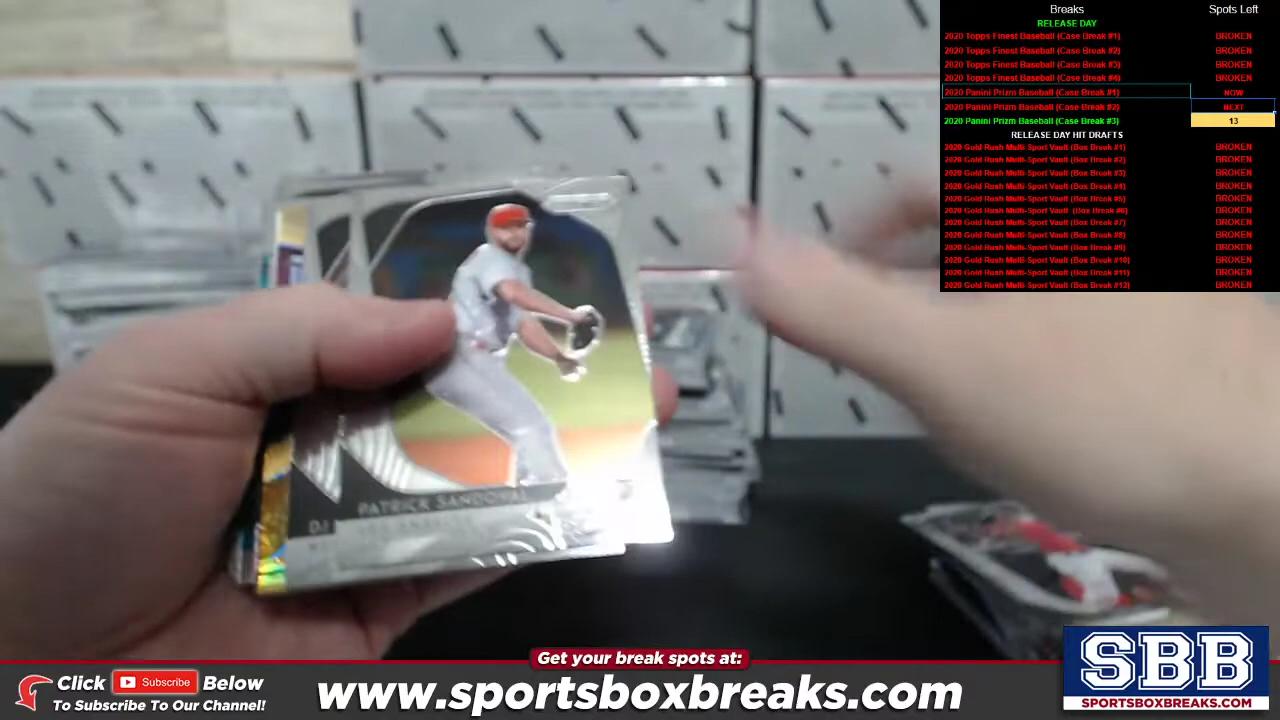 Breaks Spots Left
RELEASE DAY
2020 Topps Finest Baseball (Case Break #1) BROKEN
2020 Topps Finest Baseball (Case Break #2) BROKEN
2020 Topps Finest Baseball (Case Break #3) BROKEN
2020 Topps Finest Baseball (Case Break #4) BROKEN
2020 Panini Prizm Baseball (Case Break #1) NOW
2020 Panini Prizm Baseball (Case Break #2) NEXT
2020 Panini Prizm Baseball (Case Break #3) 13
RELEASE DAY HIT DRAFTS
2020 Gold Rush Multi-Sport Vault (Box Break #1) BROKEN
2020 Gold Rush Multi-Sport Vault (Box Break #2) BROKEN
2020 Gold Rush Multi-Sport Vault (Box Break #3) BROKEN
2020 Gold Rush Multi-Sport Vault (Box Break #4) BROKEN
2020 Gold Rush Multi-Sport Vault (Box Break #5) BROKEN
2020 Gold Rush Multi-Sport Vault (Box Break #6) BROKEN
2020 Gold Rush Multi-Sport Vault (Box Break #7) BROKEN
2020 Gold Rush Multi-Sport Vault (Box Break #8) BROKEN
2020 Gold Rush Multi-Sport Vault (Box Break #9) BROKEN
2020 Gold Rush Multi-Sport Vault (Box Break #10) BROKEN
2020 Gold Rush Multi-Sport Vault (Box Break #11) BROKEN
2020 Gold Rush Multi-Sport Vault (Box Break #12) BROKEN
PATRICK SANDOVAL
DJ
Get your break spots at:
Click Subscribe Below
To Subscribe To Our Channel!
www.sportsboxbreaks.com
SBB
SPORTSBOXBREAKS.COM